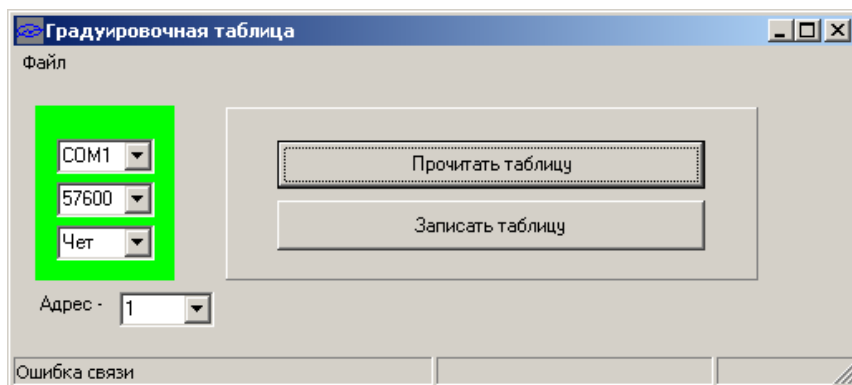 Градуировочная таблица
Файл
COM1
57600
Чет
Прочитать таблицу
Записать таблицу
Адрес - 1
Ошибка связи